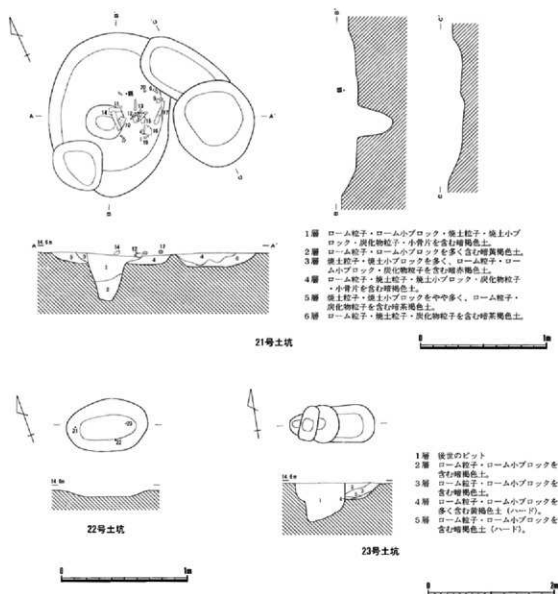 B
C
A
A'
14.6m
A
A'
1層 ローム粒子・ローム小ブロック・焼土粒子・焼土小ブ
ロック・炭化物粒子・小骨片を含む暗褐色土。
2層 ローム粒子・ローム小ブロックを多く含む暗黄褐色土。
3層 焼土粒子・焼土小ブロックを多く、ローム粒子・ロー
ム小ブロック・炭化物粒子を含む暗赤褐色土。
4層 ローム粒子・焼土粒子・焼土小ブロック・炭化物粒子
・小骨片を含む暗褐色土。
5層 焼土粒子・焼土小ブロックをやや多く、ローム粒子・
炭化物粒子を含む暗茶褐色土。
6層 ローム粒子・焼土粒子・炭化物粒子を含む暗茶褐色土。
21号土坑
0 1m
14.6m
22号土坑
0 1m
14.6m
23号土坑
1層 後世のピット
2層 ローム粒子・ローム小ブロックを
含む暗褐色土。
3層 ローム粒子・ローム小ブロックを
含む暗褐色土。
4層 ローム粒子・ローム小ブロックを
多く含む黄褐色土(ハード)。
5層 ローム粒子・ローム小ブロックを
含む暗褐色土(ハード)。
0 2m